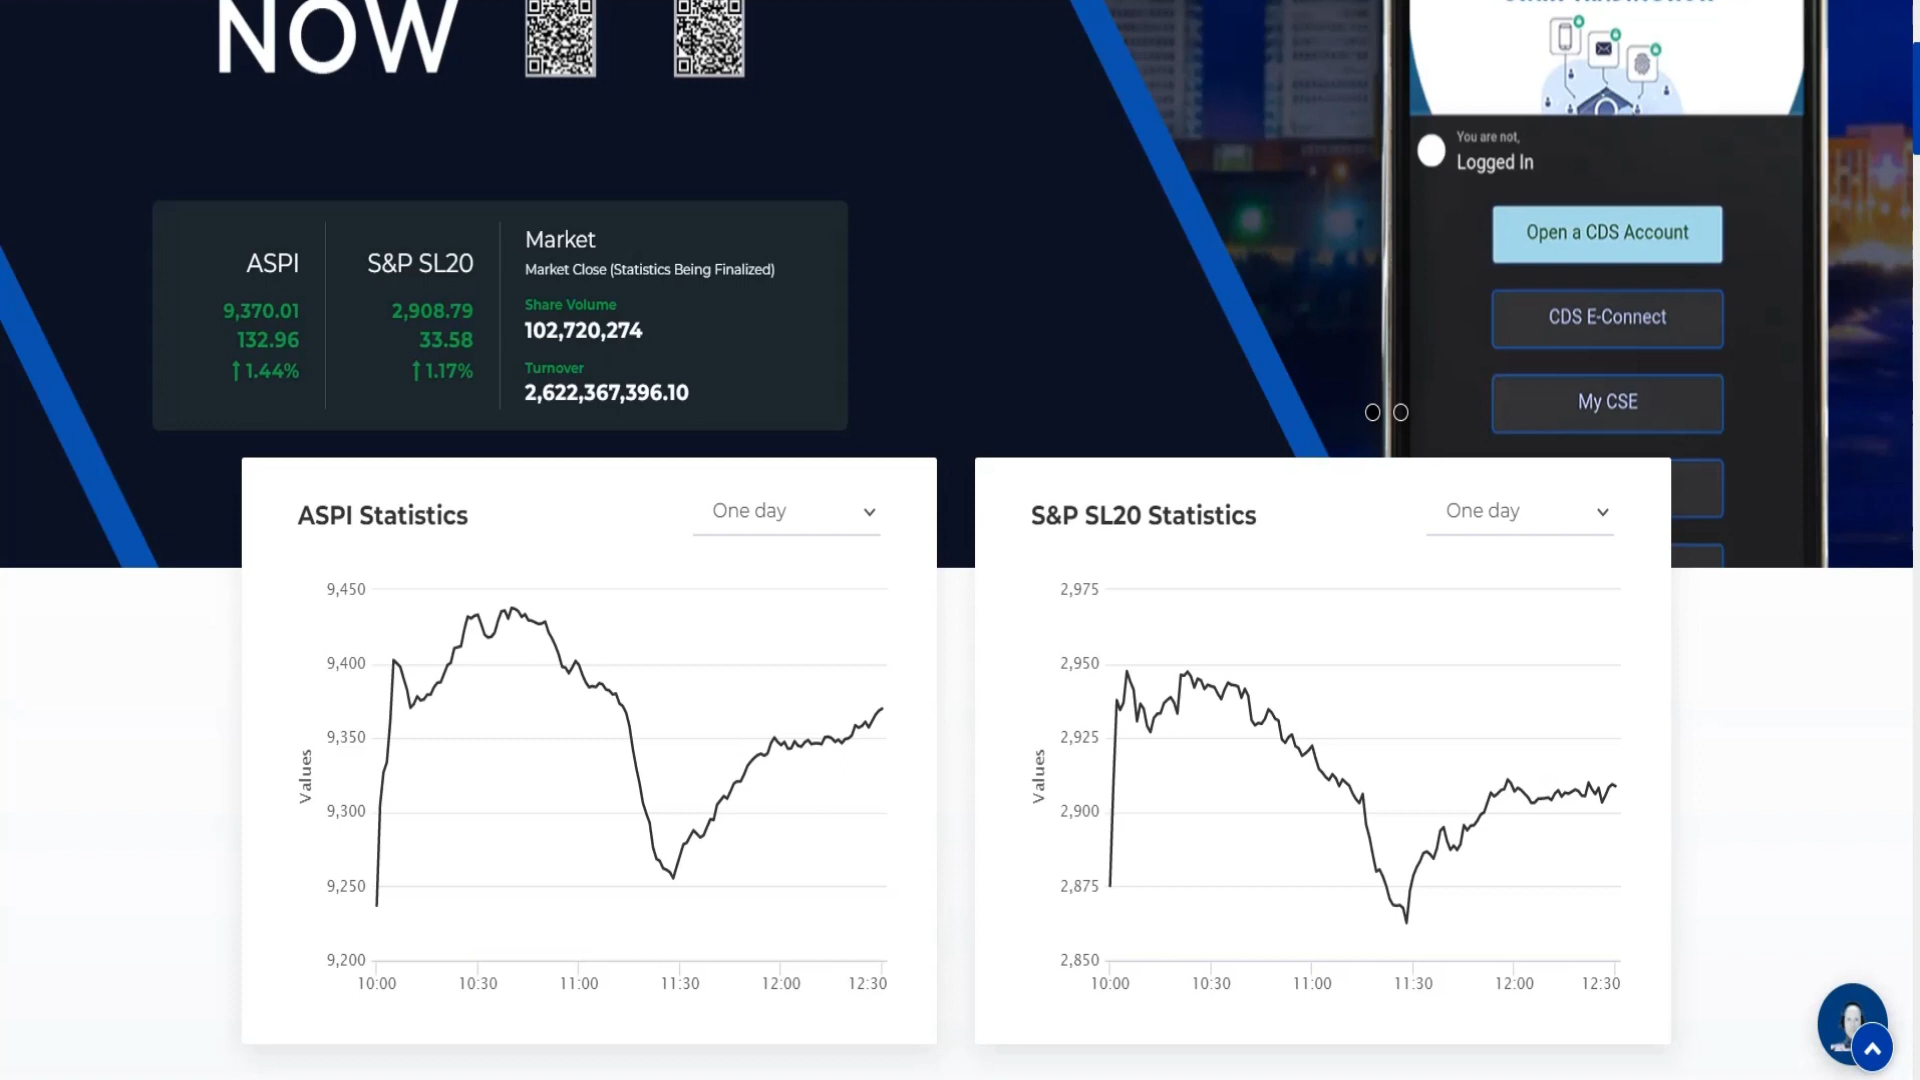 NOW
You are not,
Logged In
Open a CDS Account
CDS E-Connect
My CSE
ASPI
9,370.01
132.96
↑1.44%
S&P SL20
2,908.79
33.58
↑1.17%
Market
Market Close (Statistics Being Finalized)
Share Volume
102,720,274
Turnover
2,622,367,396.10
ASPI Statistics
One day
9,450
9,400
9,350
9,300
9,250
9,200
Values
10:00 10:30 11:00 11:30 12:00 12:30
S&P SL20 Statistics
One day
2,975
2,950
2,925
2,900
2,875
2,850
Values
10:00 10:30 11:00 11:30 12:00 12:30